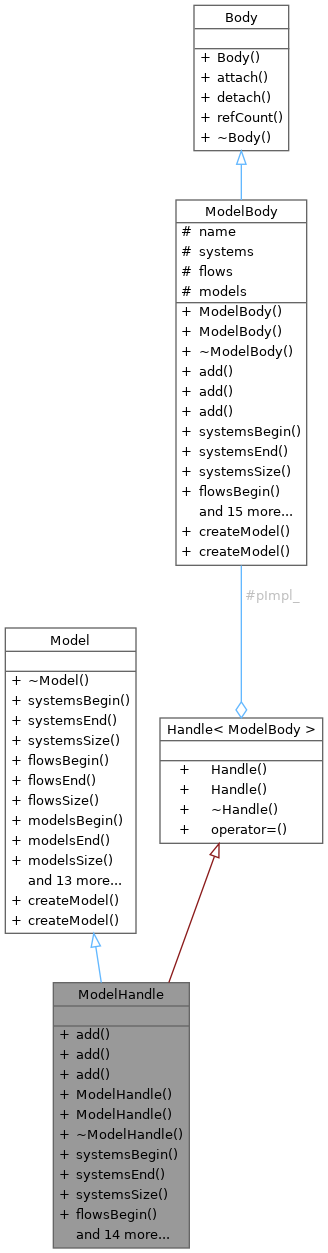 Body
+ Body()
+ attach()
+ detach()
+ refCount()
+ ~Body()
ModelBody
# name
# systems
# flows
# models
+ ModelBody()
+ ModelBody()
+ ~ModelBody()
+ add()
+ add()
+ add()
+ systemsBegin()
+ systemsEnd()
+ systemsSize()
+ flowsBegin()
and 15 more...
+ createModel()
+ createModel()
#pImpl_
Model
+ ~Model()
+ systemsBegin()
+ systemsEnd()
+ systemsSize()
+ flowsBegin()
+ flowsEnd()
+ flowsSize()
+ modelsBegin()
+ modelsEnd()
+ modelsSize()
and 13 more...
+ createModel()
+ createModel()
Handle< ModelBody >
+ Handle()
+ Handle()
+ ~Handle()
+ operator=()
ModelHandle
+ add()
+ add()
+ add()
+ ModelHandle()
+ ModelHandle()
+ ~ModelHandle()
+ systemsBegin()
+ systemsEnd()
+ systemsSize()
+ flowsBegin()
and 14 more...